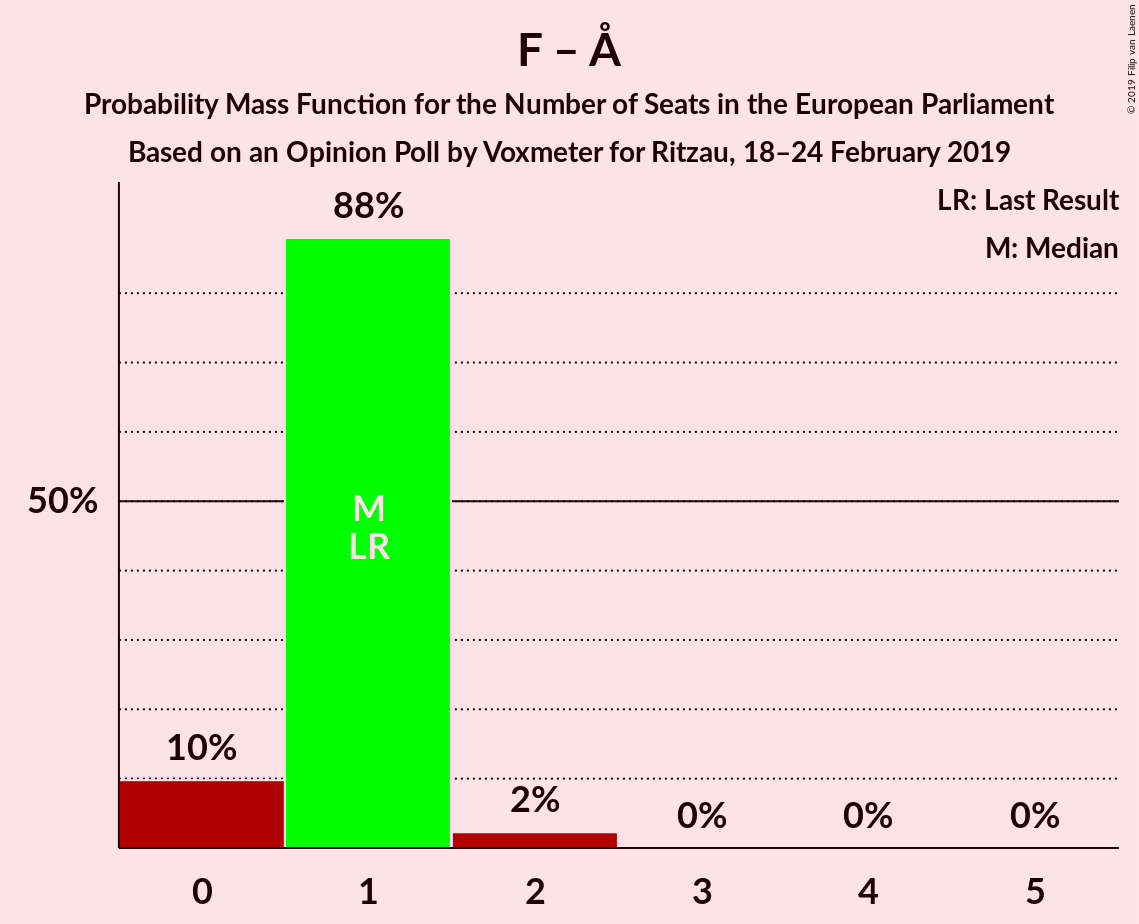 F – Å
Probability Mass Function for the Number of Seats in the European Parliament
Based on an Opinion Poll by Voxmeter for Ritzau, 18–24 February 2019
© 2019 Filip van Laenen
LR: Last Result
M: Median
88%
50%
M
LR
10%
2%
0%
0%
0%
0
1
2
3
4
5